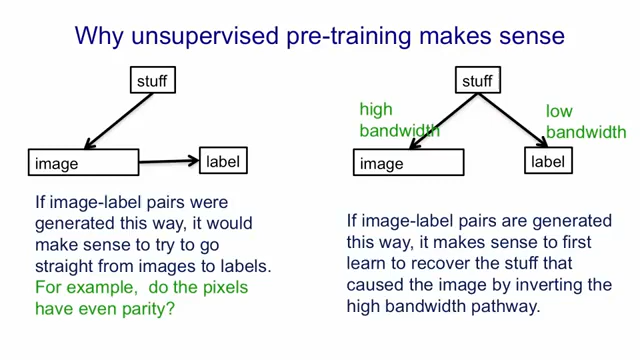 Why unsupervised pre-training makes sense
stuff
image
label
If image-label pairs were
generated this way, it would
make sense to try to go
straight from images to labels.
For example, do the pixels
have even parity?
stuff
high
bandwidth
low
bandwidth
image
label
If image-label pairs are generated
this way, it makes sense to first
learn to recover the stuff that
caused the image by inverting the
high bandwidth pathway.